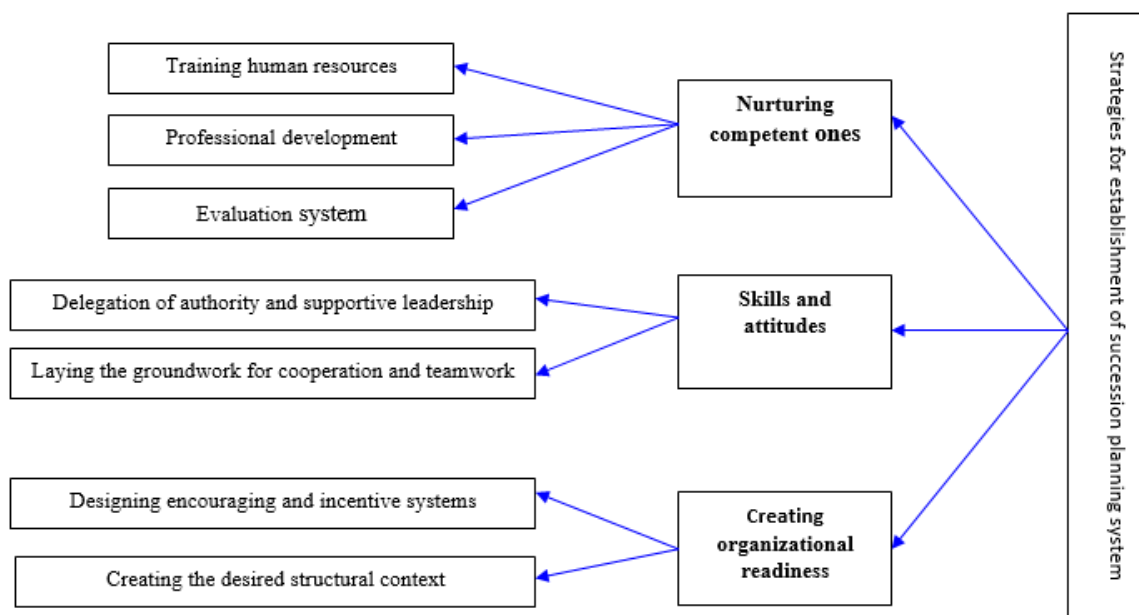 Training human resources
Professional development
Evaluation system
Nurturing
competent ones
Delegation of authority and supportive leadership
Laying the groundwork for cooperation and teamwork
Skills and
attitudes
Designing encouraging and incentive systems
Creating the desired structural context
Creating
organizational
readiness
Strategies for establishment of succession planning system